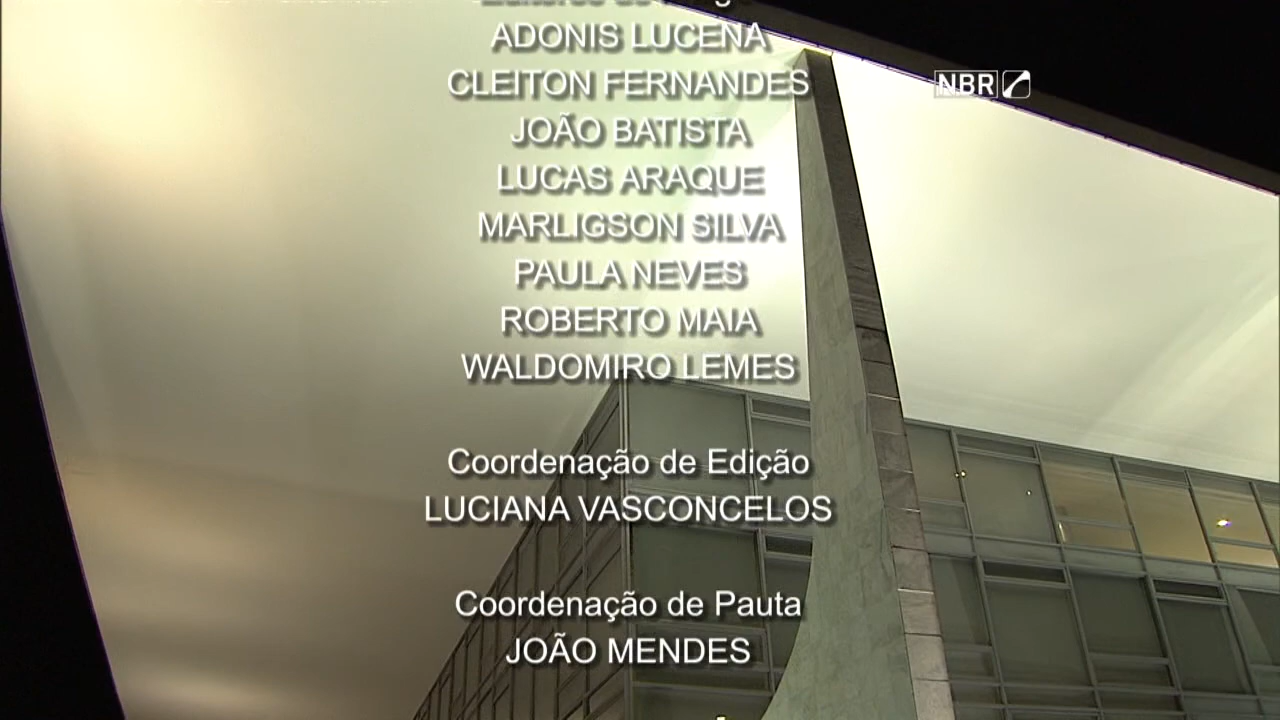 ADONIS LUCENA
CLEITON FERNANDES
NBR
JOÃO BATISTA
LUCAS ARAQUE
MARLIGSON SILVA
PAULA NEVES
ROBERTO MAIA
WALDOMIRO LEMES
Coordenação de Edição
LUCIANA VASCONCELOS
Coordenação de Pauta
JOÃO MENDES